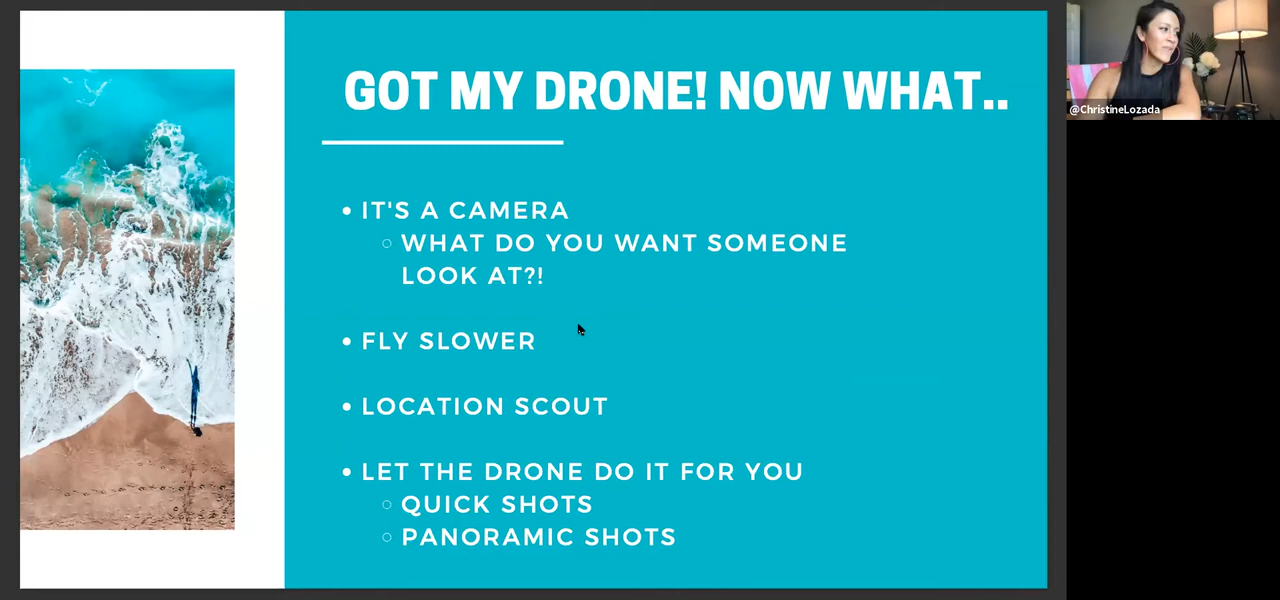 GOT MY DRONE! NOW WHAT..
@ChristineLozada
• IT'S A CAMERA
○ WHAT DO YOU WANT SOMEONE
LOOK AT?!
• FLY SLOWER
• LOCATION SCOUT
• LET THE DRONE DO IT FOR YOU
○ QUICK SHOTS
○ PANORAMIC SHOTS